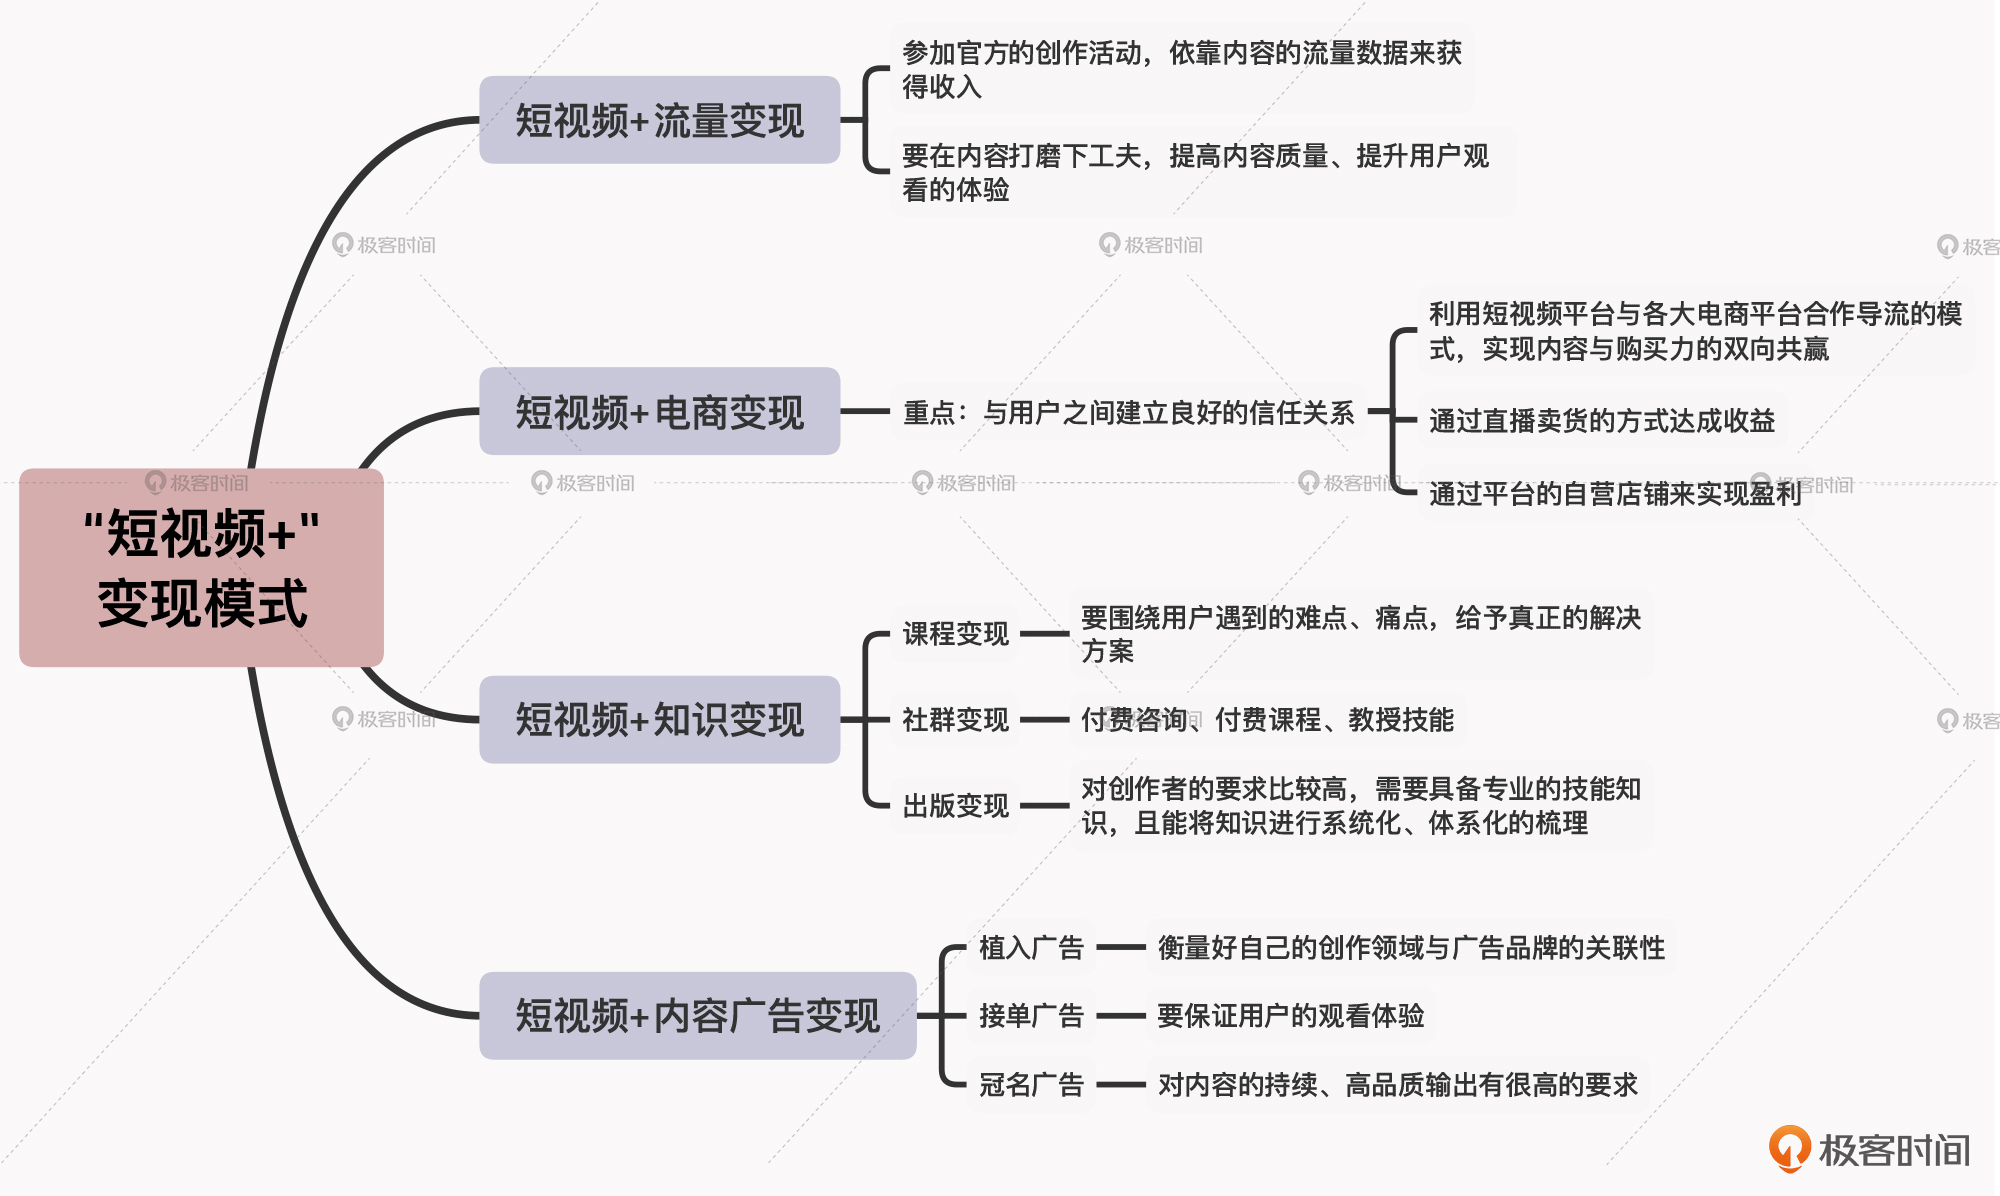 "短视频+"
变现模式
短视频+流量变现
参加官方的创作活动，依靠内容的流量数据来获
得收入
要在内容打磨下工夫，提高内容质量、提升用户观
看的体验
短视频+电商变现
重点：与用户之间建立良好的信任关系
利用短视频平台与各大电商平台合作导流的模
式，实现内容与购买力的双向共赢
通过直播卖货的方式达成收益
通过平台的自营店铺来实现盈利
短视频+知识变现
课程变现
要围绕用户遇到的难点、痛点，给予真正的解决
方案
社群变现
付费咨询、付费课程、教授技能
出版变现
对创作者的要求比较高，需要具备专业的技能知
识，且能将知识进行系统化、体系化的梳理
短视频+内容广告变现
植入广告
衡量好自己的创作领域与广告品牌的关联性
接单广告
要保证用户的观看体验
冠名广告
对内容的持续、高品质输出有很高的要求
极客时间
极客时间
极客
极客时间
极客时间
极客时间
极客时间
极客时间
极客时间
极客时间
极客
极客时间